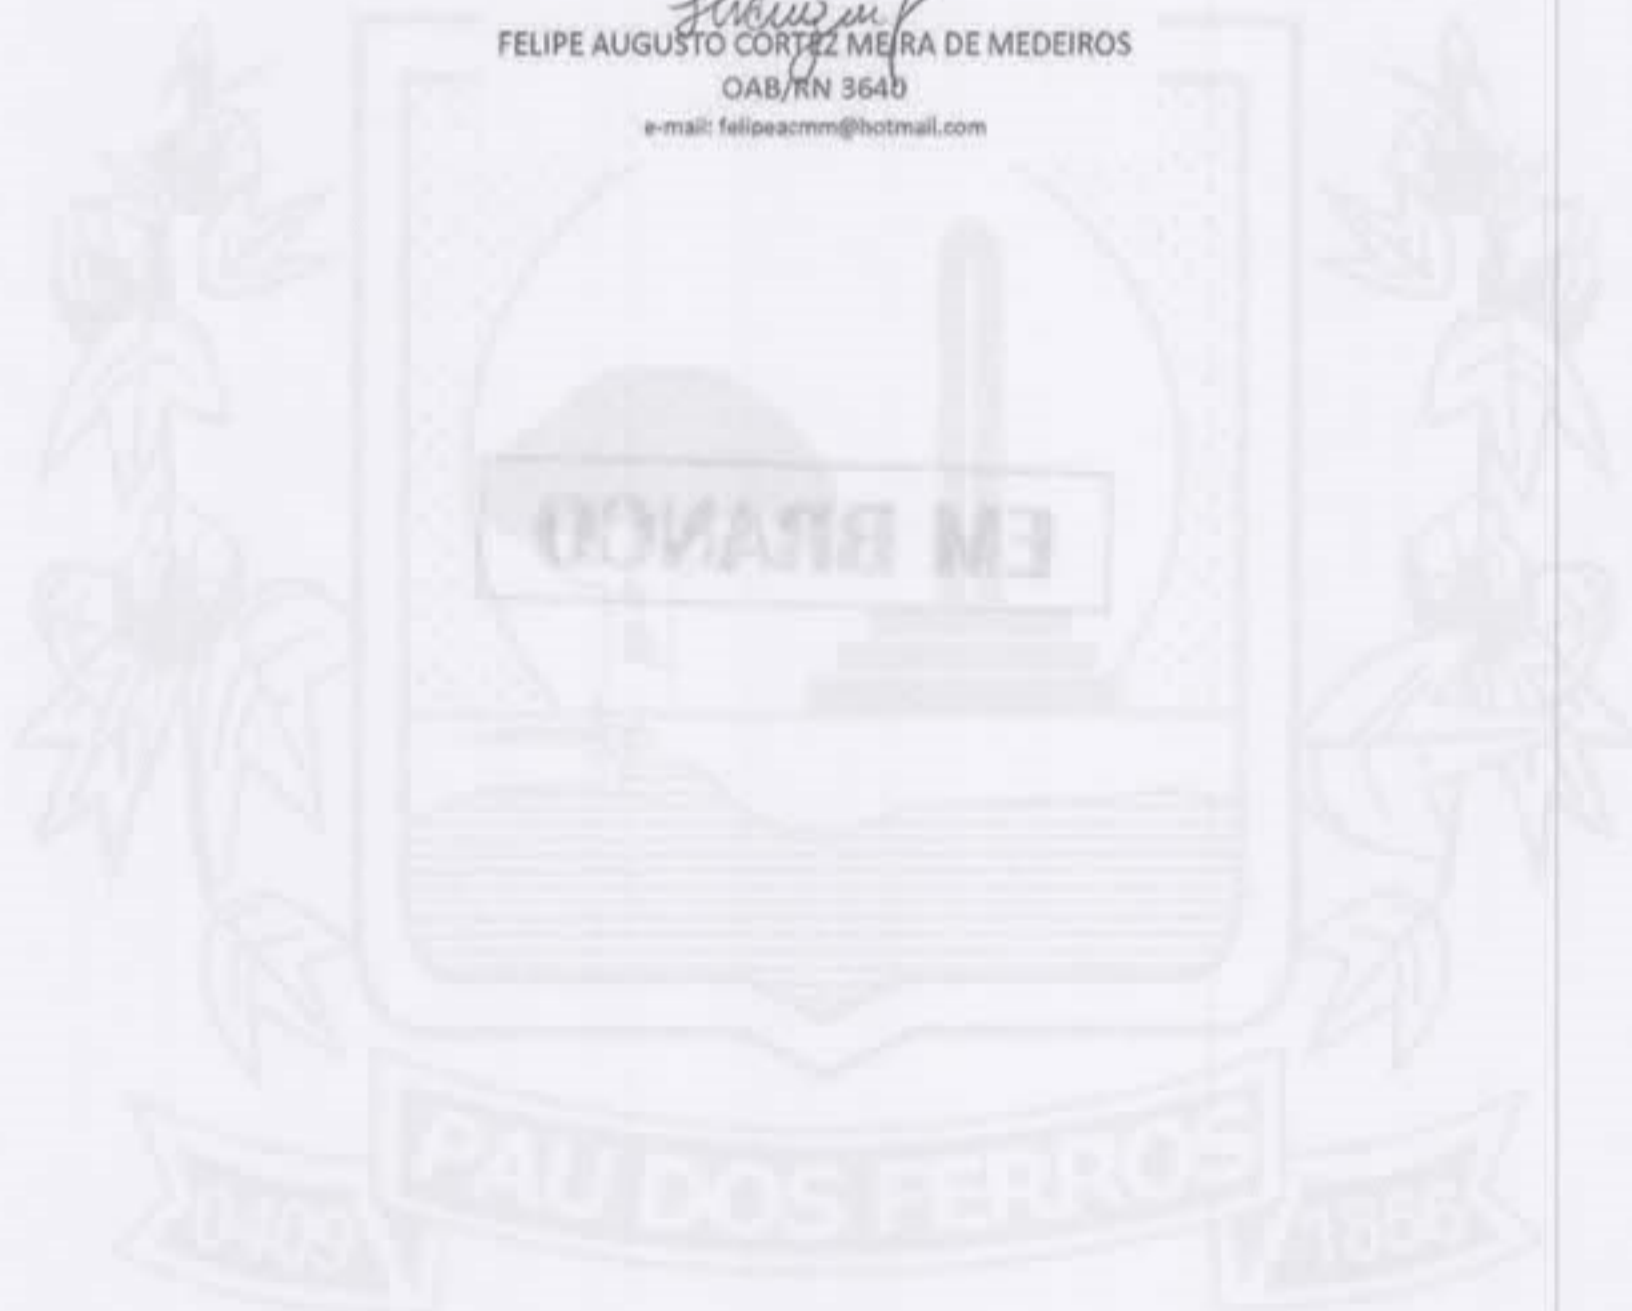 FELIPE AUGUSTO CORTEZ MEIRA DE MEDEIROS
OAB/RN 3640
e-mail: felipeacmm@hotmail.com
EM BRANCO
PAU DOS FERROS